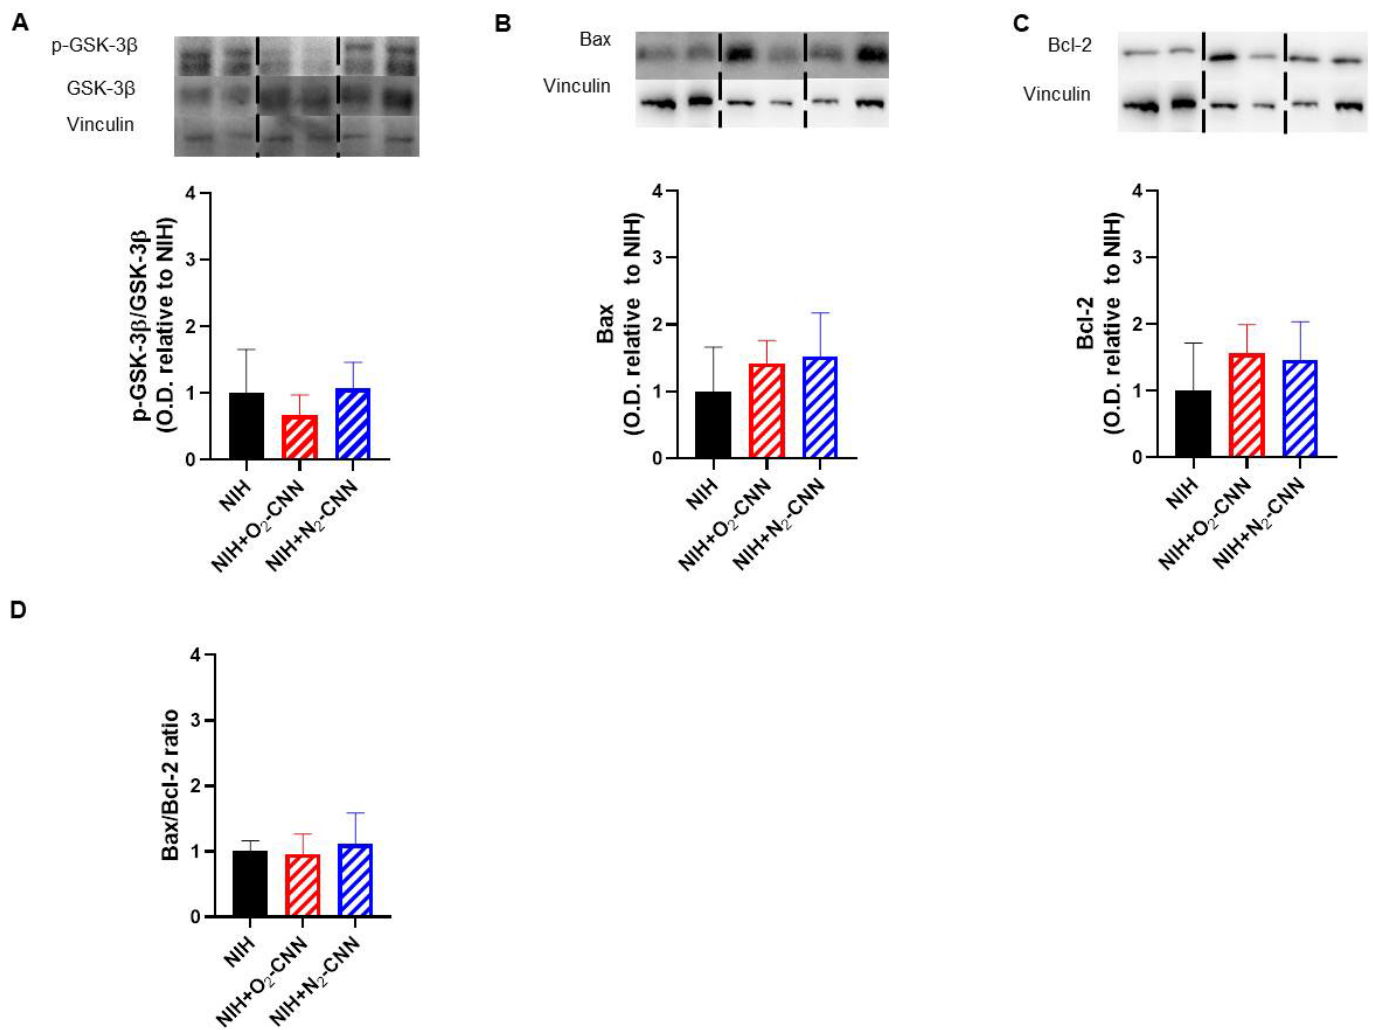 A
p-GSK-3β
GSK-3β
Vinculin
p-GSK-3β/GSK-3β
(O.D. relative to NIH)
4
3
2
1
0
NIH
NIH+O₂-CNN
NIH+N₂-CNN
B
Bax
Vinculin
Bax
(O.D. relative to NIH)
4
3
2
1
0
NIH
NIH+O₂-CNN
NIH+N₂-CNN
C
Bcl-2
Vinculin
Bcl-2
(O.D. relative to NIH)
4
3
2
1
0
NIH
NIH+O₂-CNN
NIH+N₂-CNN
D
Bax/Bcl-2 ratio
4
3
2
1
0
NIH
NIH+O₂-CNN
NIH+N₂-CNN